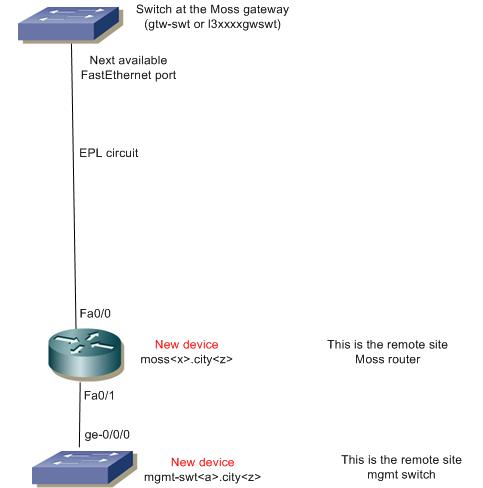 Switch at the Moss gateway
(gtw-swt or l3xxxxgwswt)
Next available
FastEthernet port
EPL circuit
Fa0/0
New device
moss<x>.city<z>
This is the remote site
Moss router
Fa0/1
ge-0/0/0
New device
mgmt-swt<a>.city<z>
This is the remote site
mgmt switch